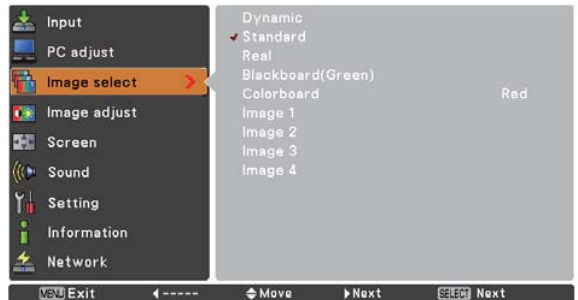 Input
PC adjust
Image select
Image adjust
Screen
Sound
Setting
Information
Network
Dynamic
Standard
Real
Blackboard(Green)
Colorboard Red
Image 1
Image 2
Image 3
Image 4
MENU Exit ----- Move Next SELECT Next